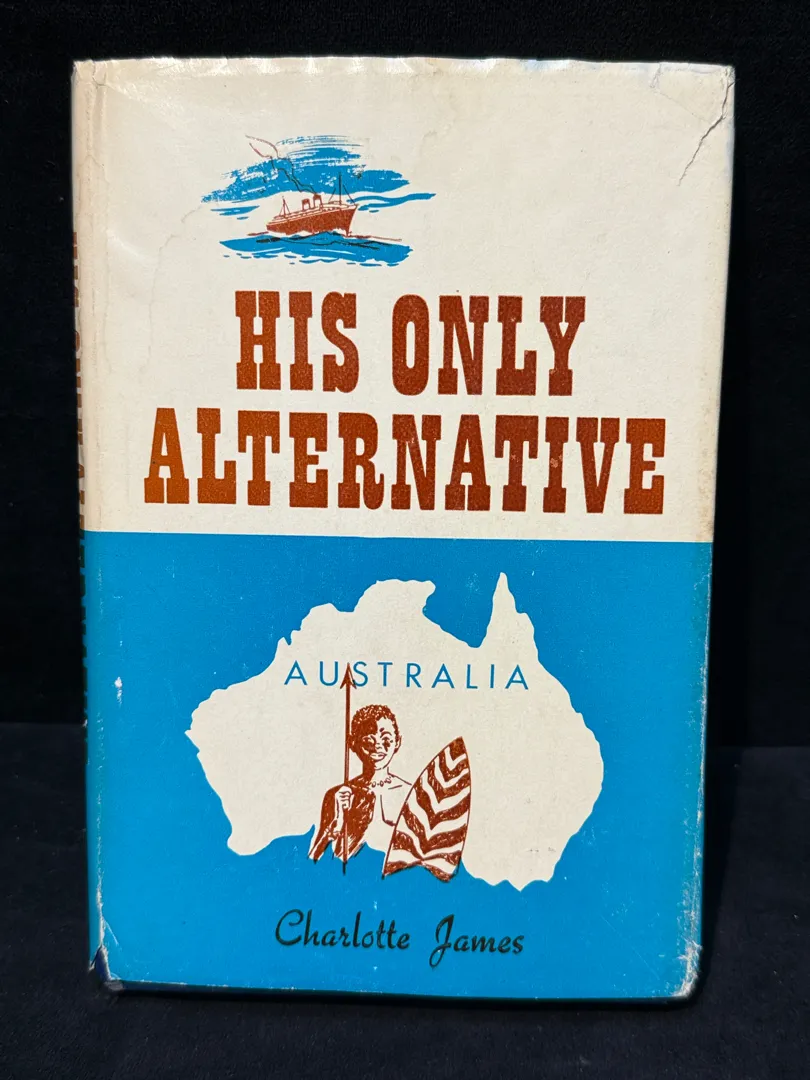 HIS ONLY
ALTERNATIVE
AUSTRALIA
Charlotte James